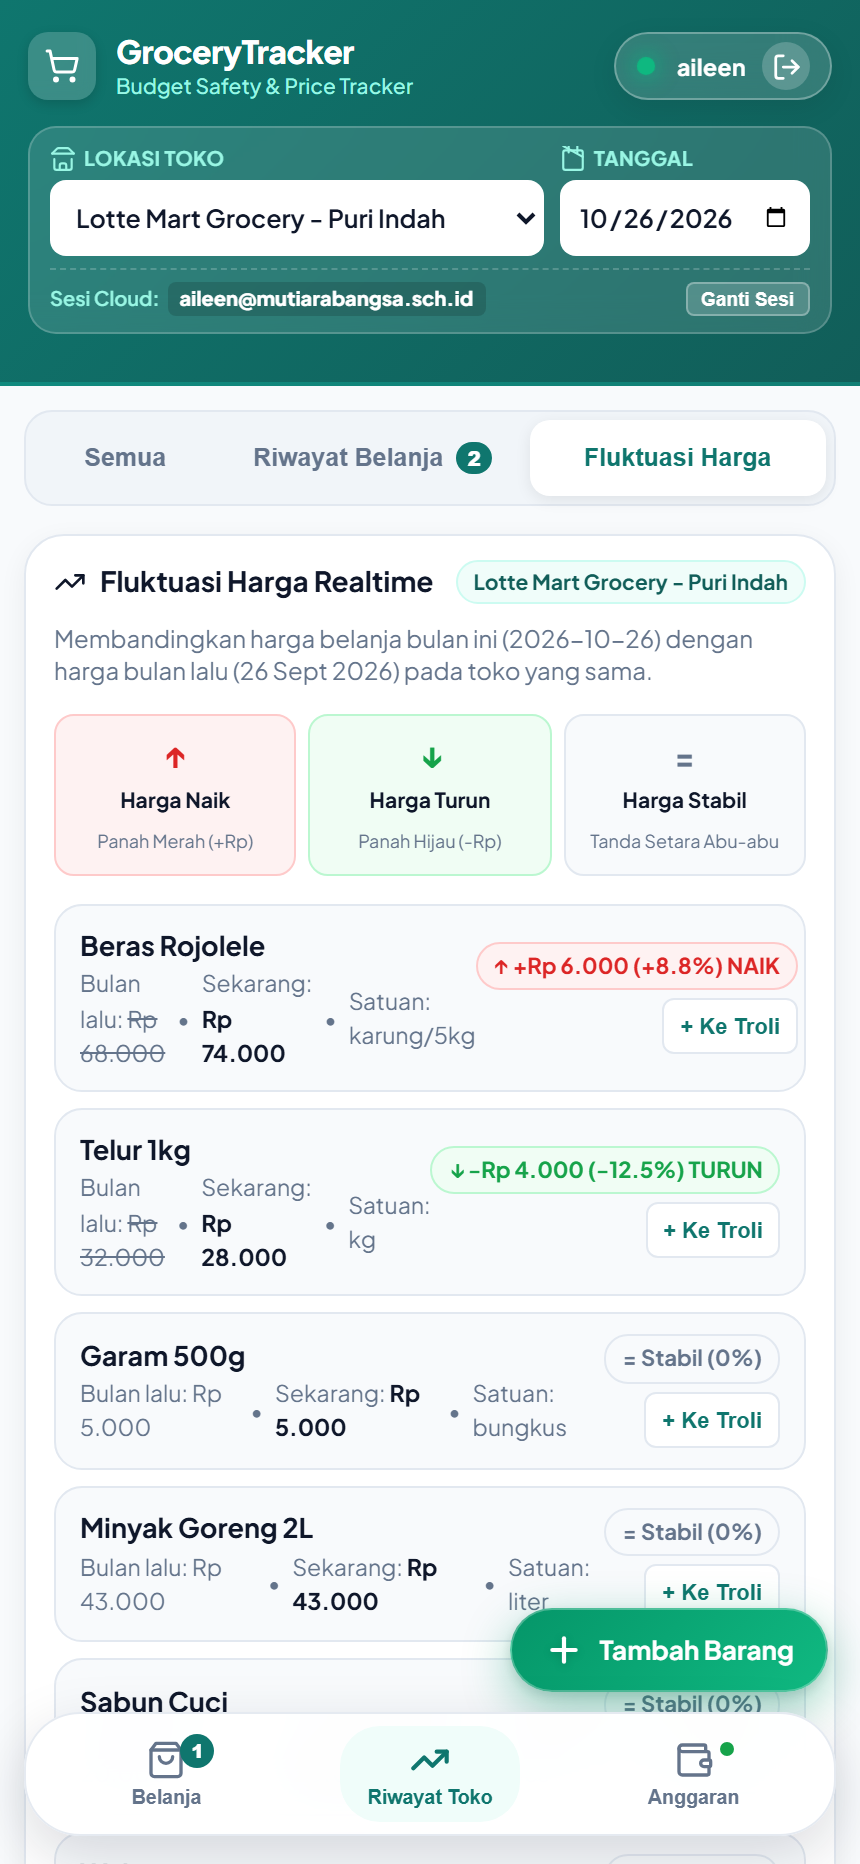 GroceryTracker
Budget Safety & Price Tracker
aileen
LOKASI TOKO
TANGGAL
Lotte Mart Grocery - Puri Indah
10/26/2026
Sesi Cloud: aileen@mutiarabangsa.sch.id
Ganti Sesi
Semua
Riwayat Belanja 2
Fluktuasi Harga
Fluktuasi Harga Realtime
Lotte Mart Grocery - Puri Indah
Membandingkan harga belanja bulan ini (2026-10-26) dengan
harga bulan lalu (26 Sept 2026) pada toko yang sama.
↑
Harga Naik
Panah Merah (+Rp)
↓
Harga Turun
Panah Hijau (-Rp)
=
Harga Stabil
Tanda Setara Abu-abu
Beras Rojolele
Bulan
lalu: Rp
68.000
•
Sekarang:
Rp
74.000
•
Satuan:
karung/5kg
↑ +Rp 6.000 (+8.8%) NAIK
+ Ke Troli
Telur 1kg
Bulan
lalu: Rp
32.000
•
Sekarang:
Rp
28.000
•
Satuan:
kg
↓ -Rp 4.000 (-12.5%) TURUN
+ Ke Troli
Garam 500g
Bulan lalu: Rp
5.000
•
Sekarang: Rp
5.000
•
Satuan:
bungkus
= Stabil (0%)
+ Ke Troli
Minyak Goreng 2L
Bulan lalu: Rp
43.000
•
Sekarang: Rp
43.000
•
Satuan:
liter
= Stabil (0%)
+ Ke Troli
+ Tambah Barang
Sabun Cuci
= Stabil (0%)
1
Belanja
Riwayat Toko
Anggaran